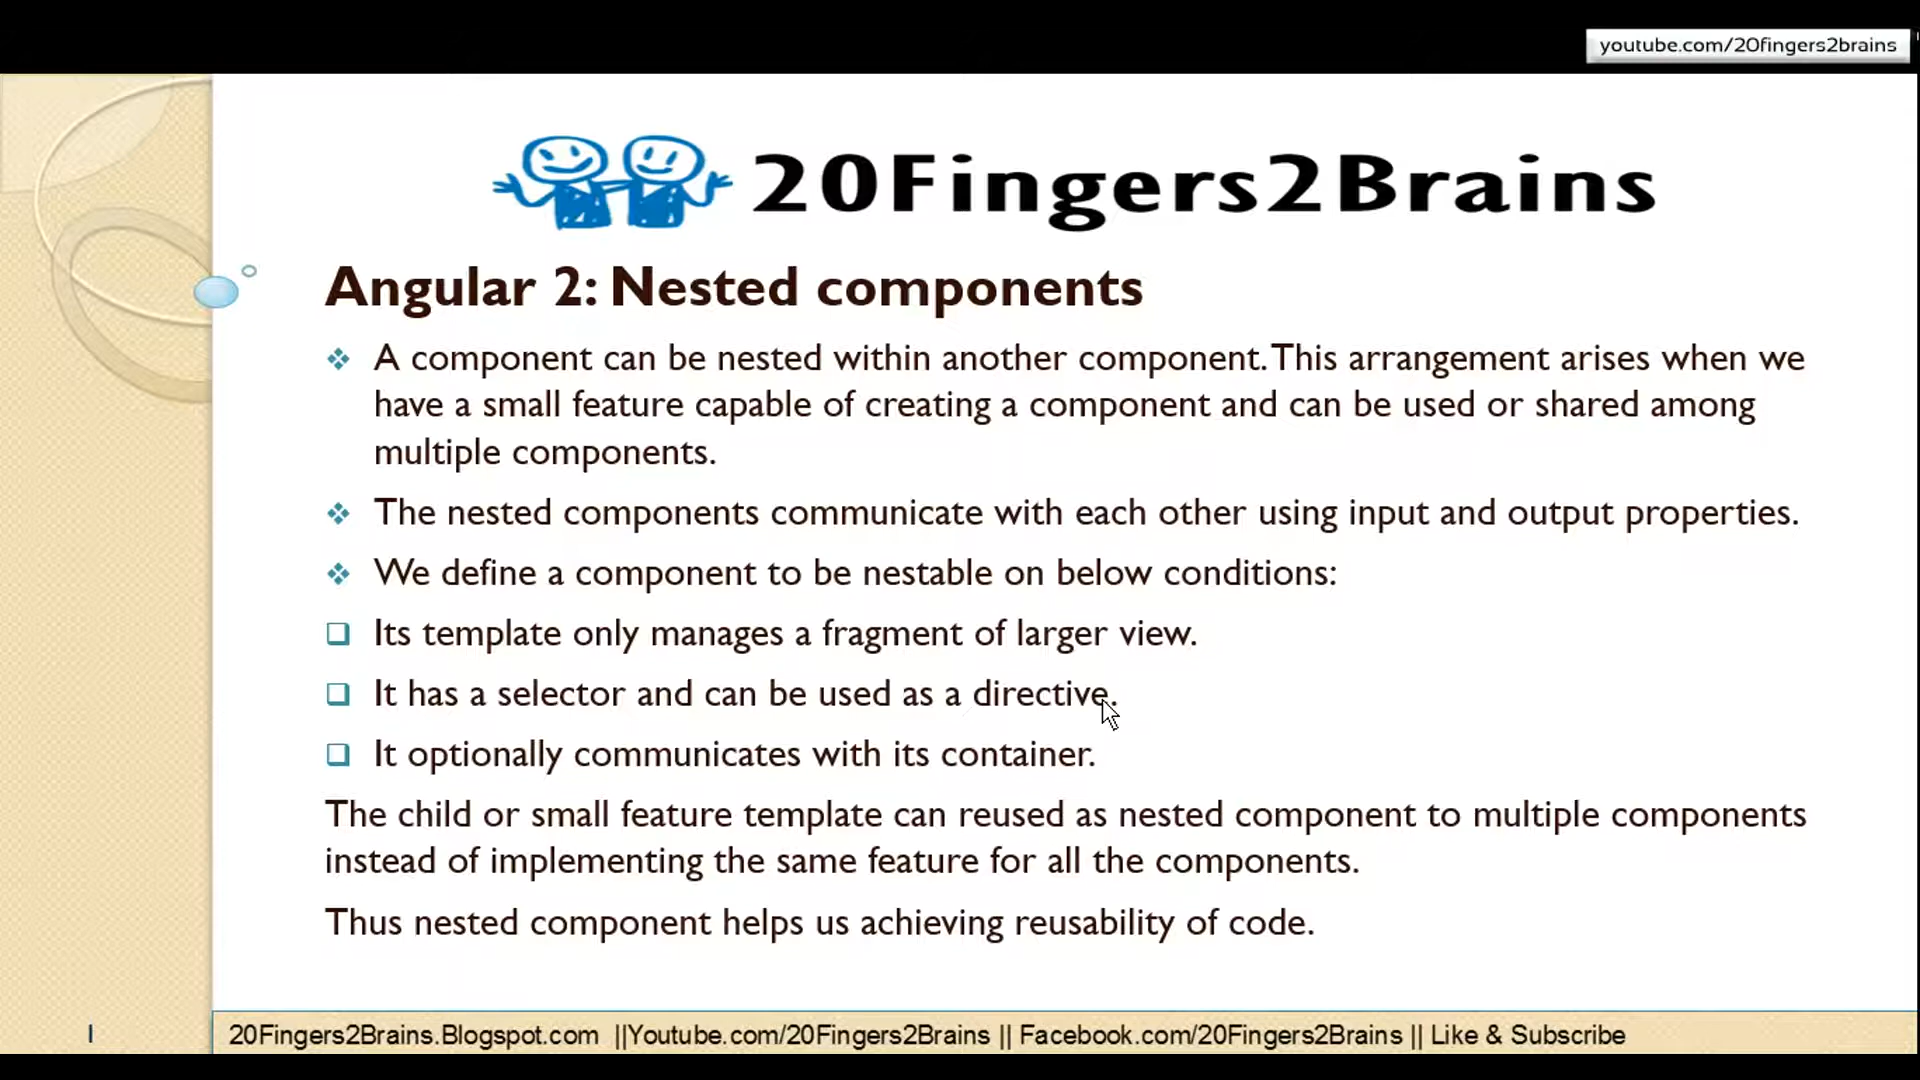 youtube.com/20fingers2brains
20Fingers2Brains
Angular 2: Nested components
A component can be nested within another component. This arrangement arises when we
have a small feature capable of creating a component and can be used or shared among
multiple components.
The nested components communicate with each other using input and output properties.
We define a component to be nestable on below conditions:
Its template only manages a fragment of larger view.
It has a selector and can be used as a directive.
It optionally communicates with its container.
The child or small feature template can reused as nested component to multiple components
instead of implementing the same feature for all the components.
Thus nested component helps us achieving reusability of code.
1 20Fingers2Brains.Blogspot.com ||Youtube.com/20Fingers2Brains || Facebook.com/20Fingers2Brains || Like & Subscribe